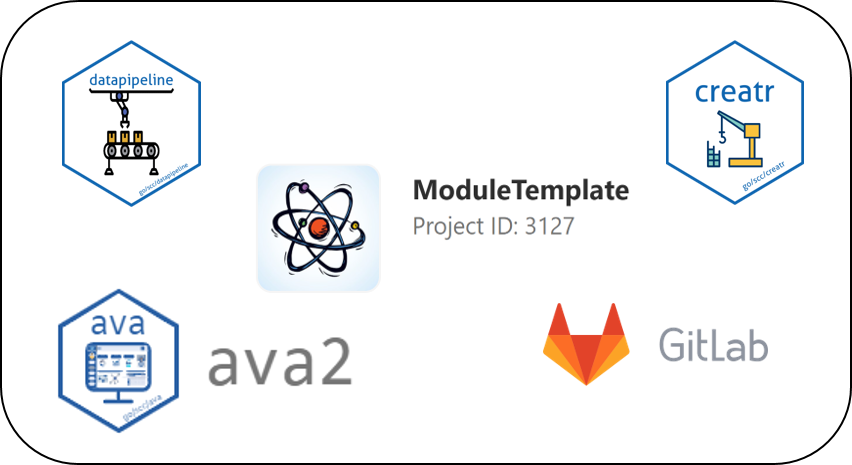 datapipeline
go/scc/datapipeline
creatr
go/scc/creatr
ModuleTemplate
Project ID: 3127
ava
go/scc/ava
ava2
GitLab